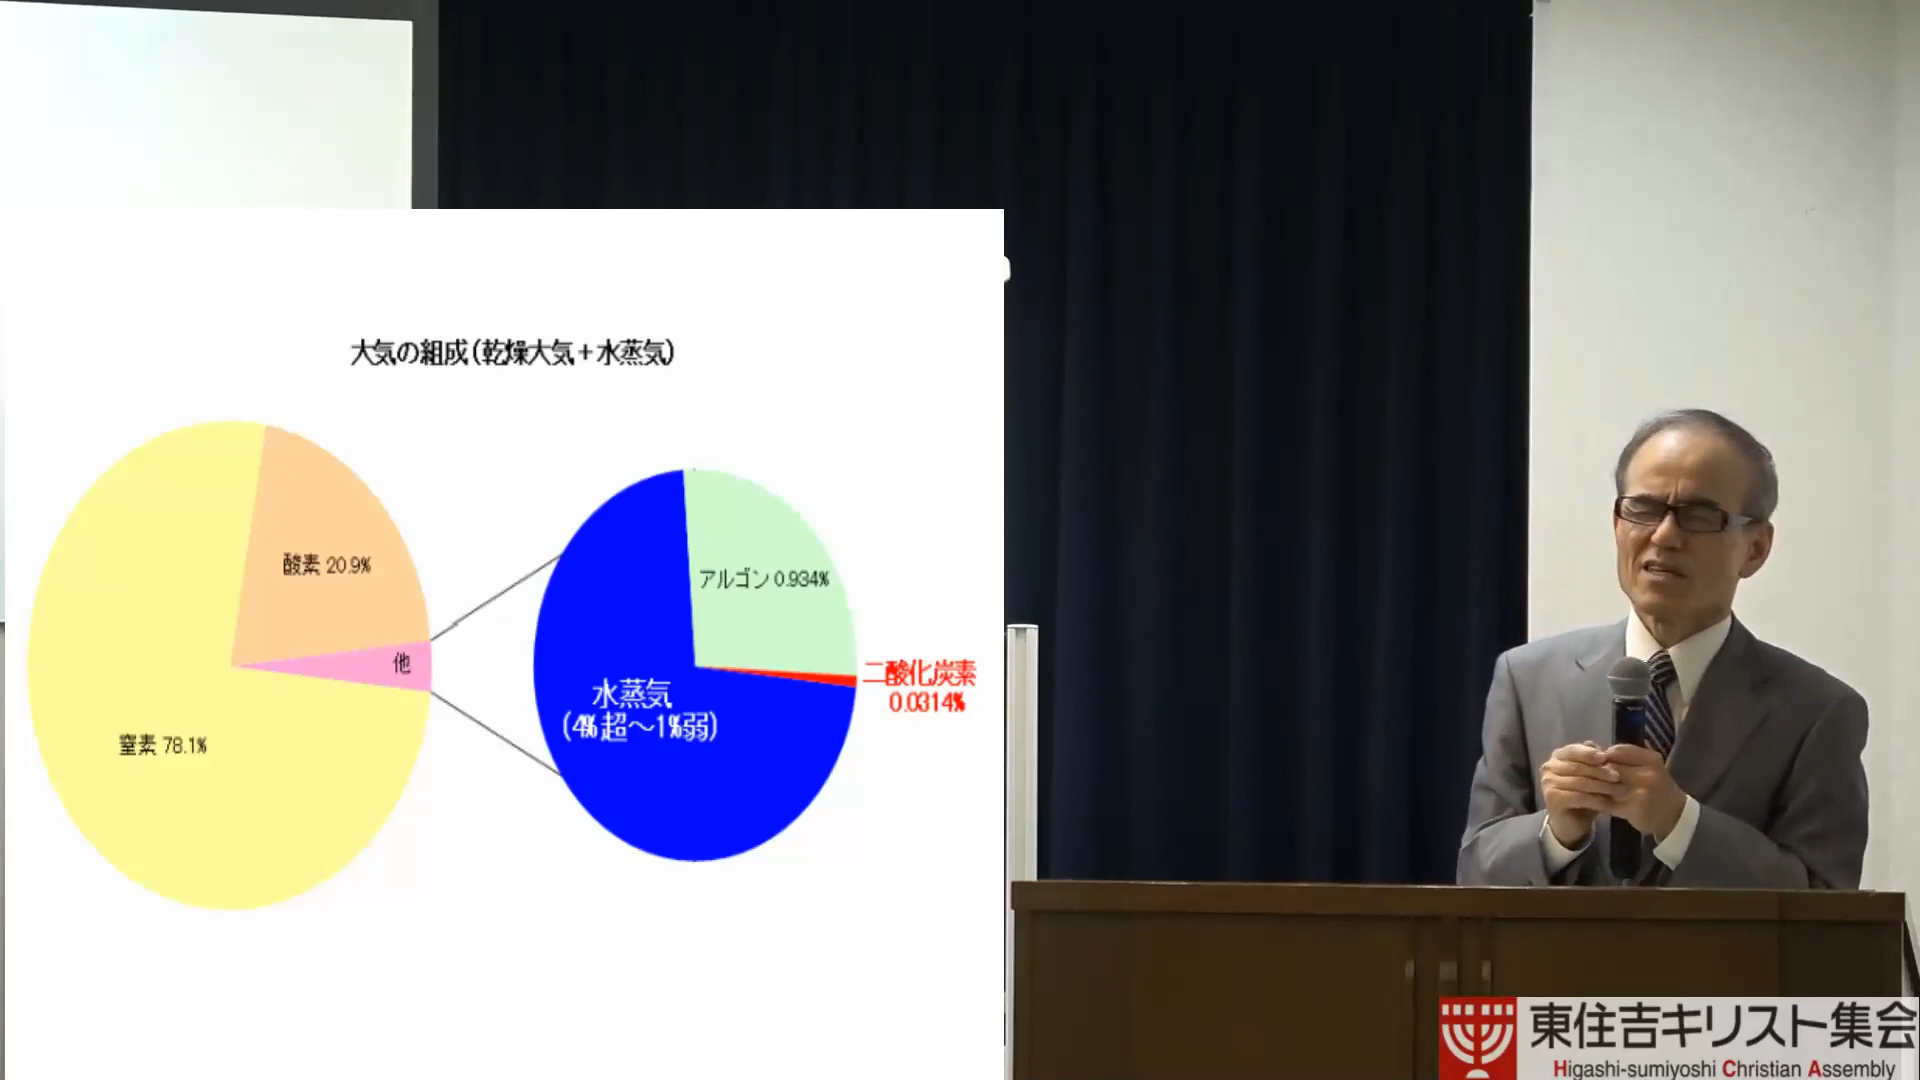 大気の組成(乾燥大気+水蒸気)
酸素 20.9%
他
窒素 78.1%
アルゴン 0.934%
水蒸気
(4%超～1%弱)
二酸化炭素
0.0314%
東住吉キリスト集会
Higashi-sumiyoshi Christian Assembly